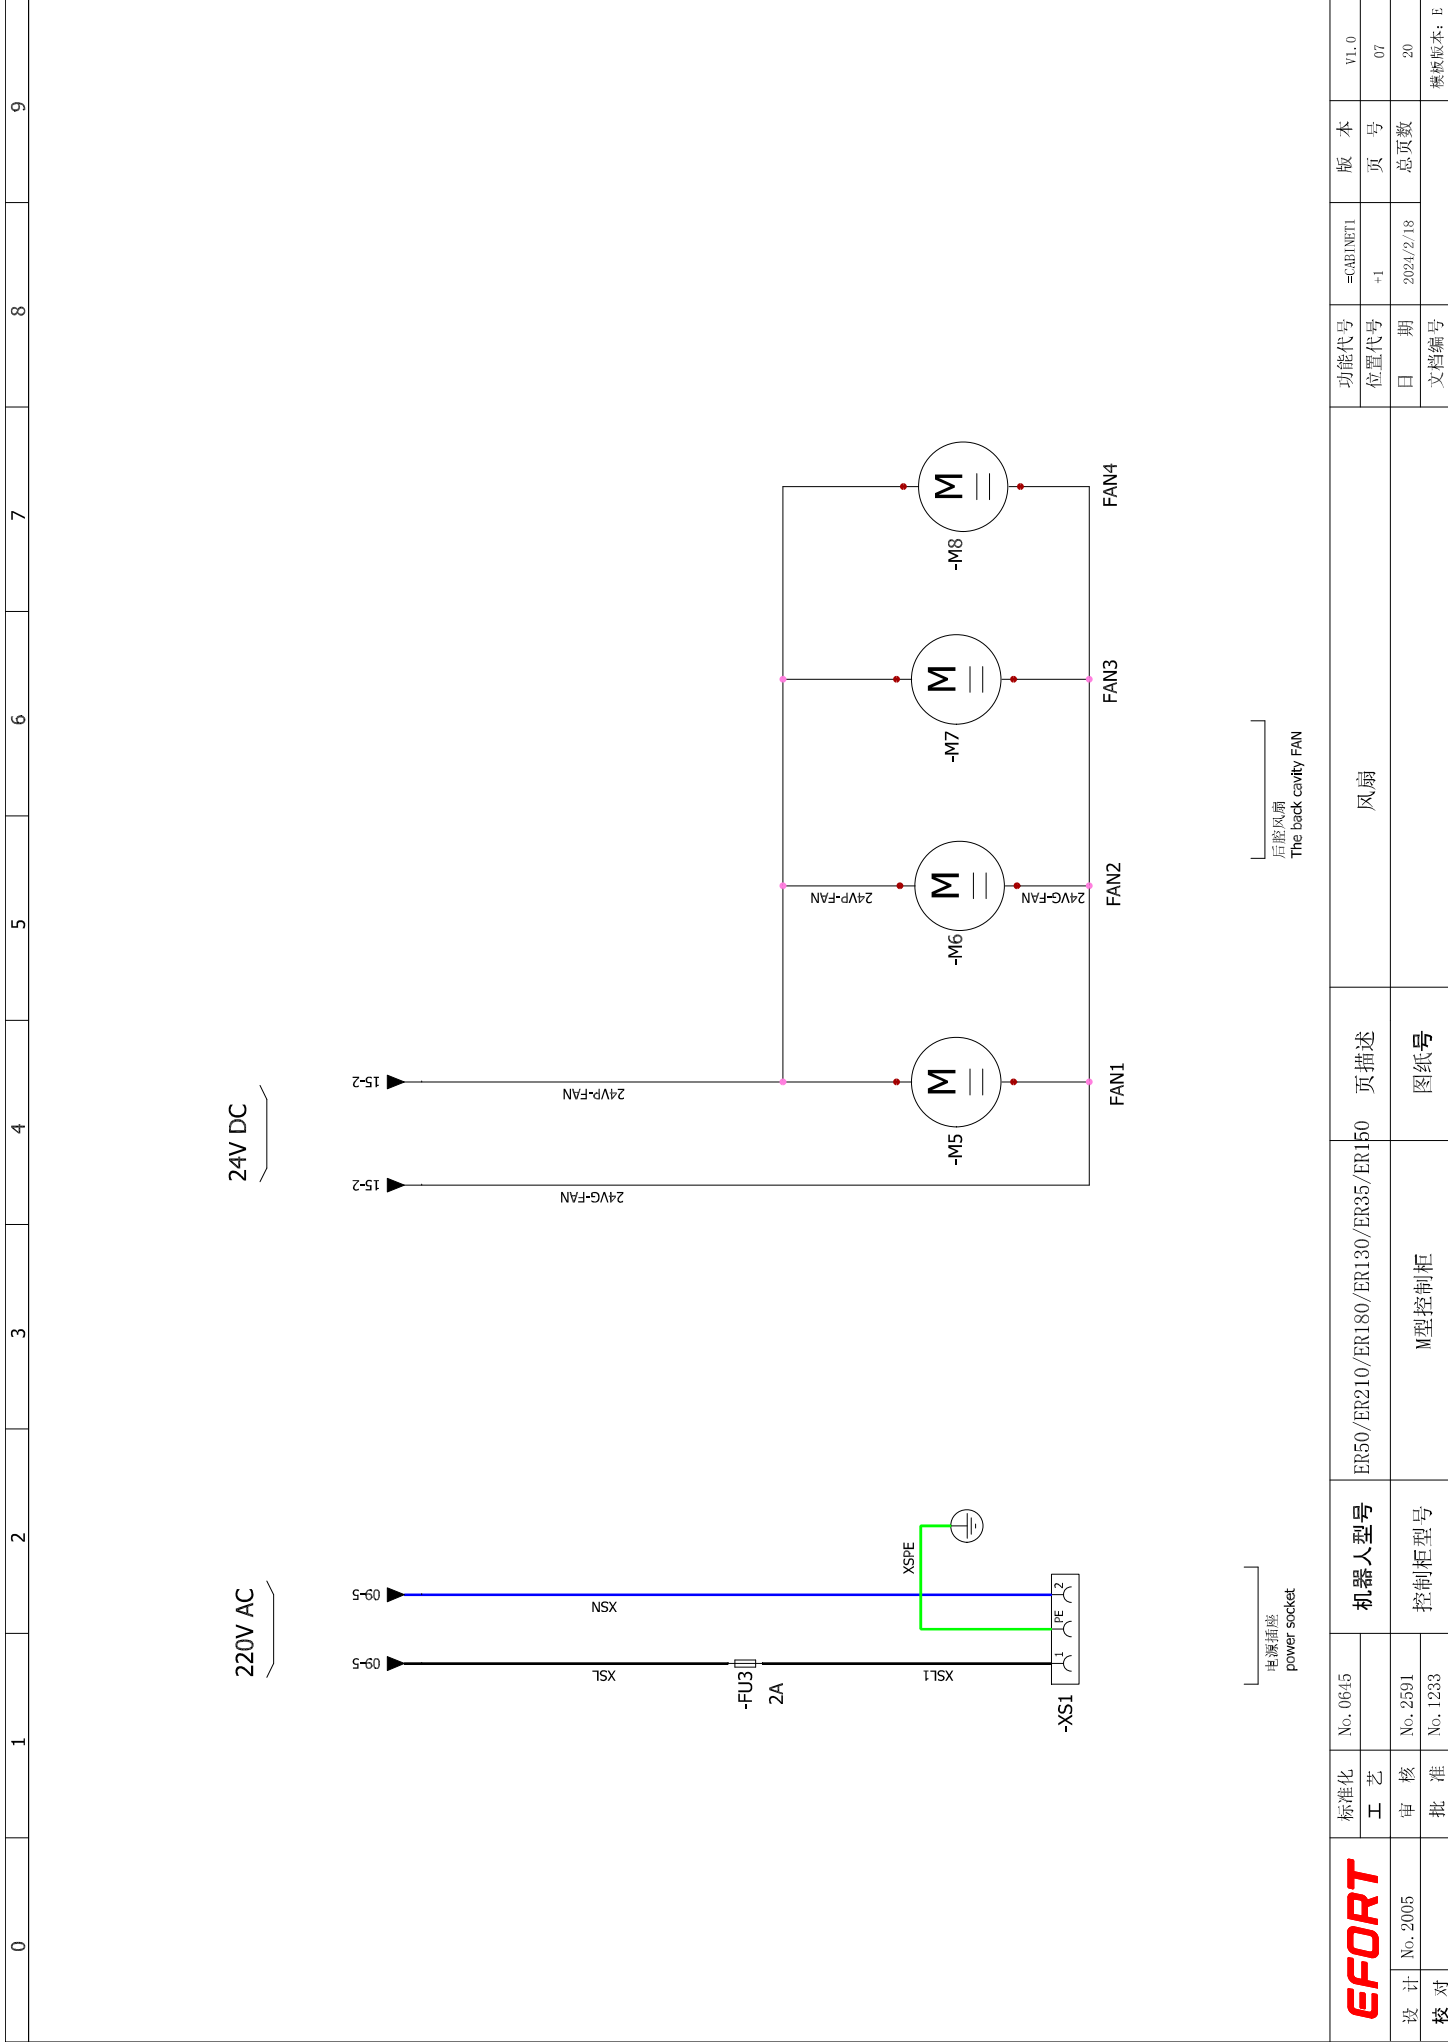 0 1 2 3 4 5 6 7 8 9
220V AC
24V DC
09-5
09-5
15-2
15-2
XSL
XSN
24VG-FAN
24VP-FAN
-FU3
2A
XSL1
XSPE
-XS1
1
PE
2
24VP-FAN
24VG-FAN
-M5
M
-M6
M
-M7
M
-M8
M
FAN1
FAN2
FAN3
FAN4
电源插座
power socket
后腔风扇
The back cavity FAN
EFORT
标准化 No.0645 机器人型号 ER50/ER210/ER180/ER130/ER35/ER150 页描述 风扇 功能代号 =CABINET1 版 本 V1.0
工 艺 位置代号 +1 页 号 07
设 计 No.2005 审 核 No.2591 控制柜型号 M型控制柜 图纸号 日 期 2024/2/18 总页数 20
校 对 批 准 No.1233 文档编号 模板版本: E